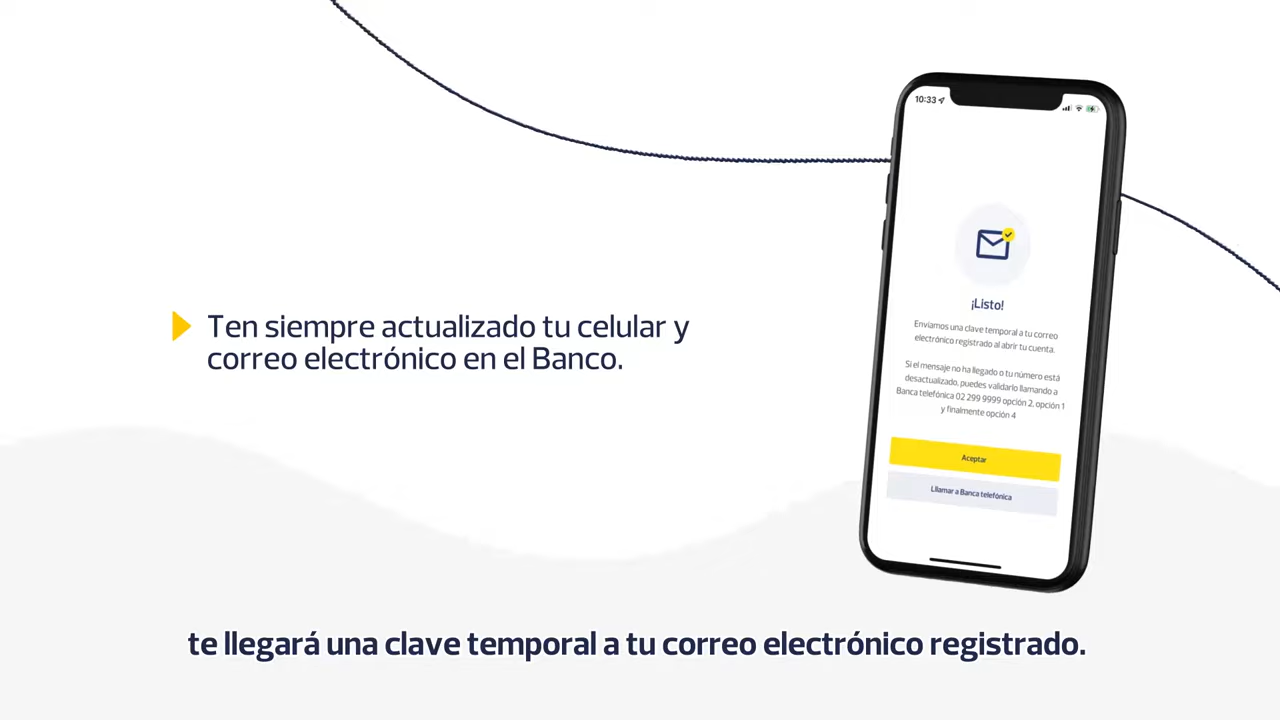 10:33
¡Listo!
Enviamos una clave temporal a tu correo
electrónico registrado al abrir tu cuenta.
Si el mensaje no ha llegado o tu número está
desactualizado, puedes validarlo llamando a
Banca telefónica 02 299 9999 opción 2, opción 1
y finalmente opción 4
Aceptar
Llamar a Banca telefónica
Ten siempre actualizado tu celular y
correo electrónico en el Banco.
te llegará una clave temporal a tu correo electrónico registrado.